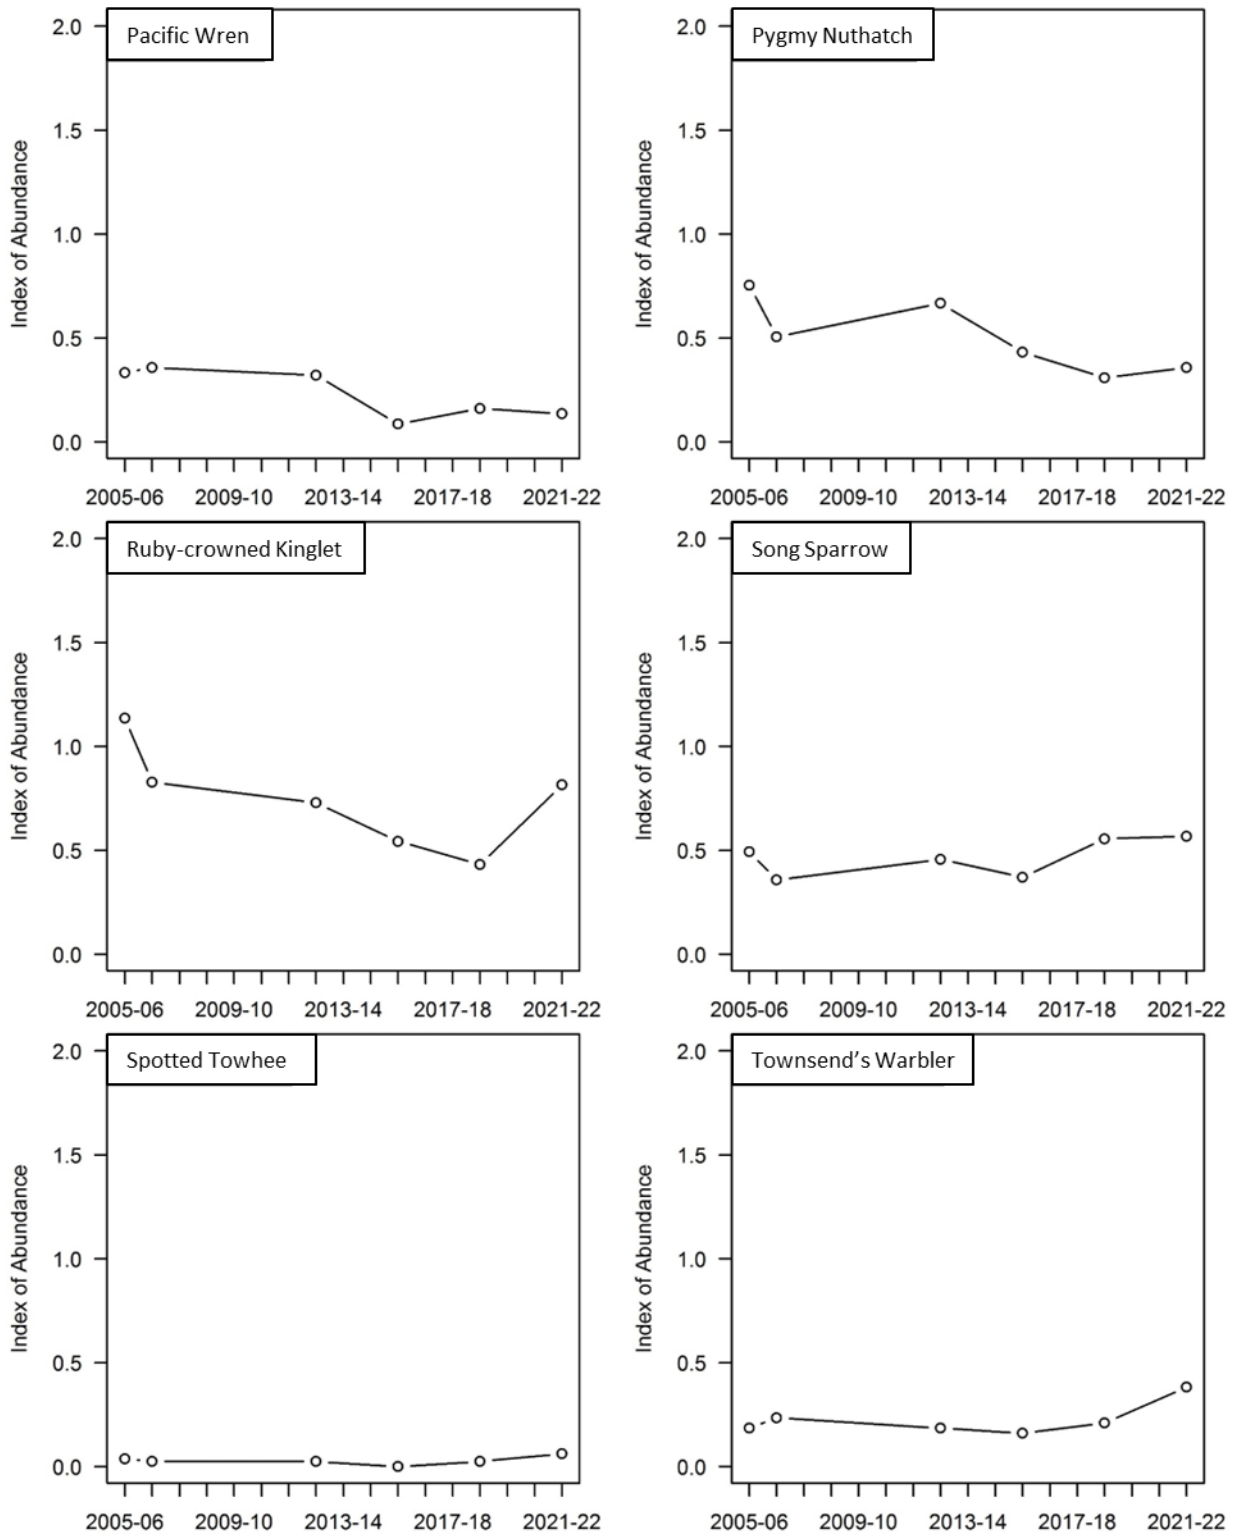 Pacific Wren
2.0
1.5
1.0
0.5
0.0
Index of Abundance
2005-06 2009-10 2013-14 2017-18 2021-22
Pygmy Nuthatch
2.0
1.5
1.0
0.5
0.0
Index of Abundance
2005-06 2009-10 2013-14 2017-18 2021-22
Ruby-crowned Kinglet
2.0
1.5
1.0
0.5
0.0
Index of Abundance
2005-06 2009-10 2013-14 2017-18 2021-22
Song Sparrow
2.0
1.5
1.0
0.5
0.0
Index of Abundance
2005-06 2009-10 2013-14 2017-18 2021-22
Spotted Towhee
2.0
1.5
1.0
0.5
0.0
Index of Abundance
2005-06 2009-10 2013-14 2017-18 2021-22
Townsend’s Warbler
2.0
1.5
1.0
0.5
0.0
Index of Abundance
2005-06 2009-10 2013-14 2017-18 2021-22